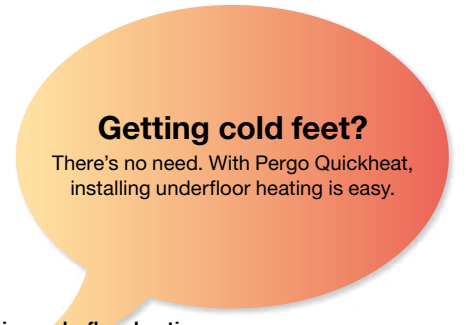 Getting cold feet?
There's no need. With Pergo Quickheat,
installing underfloor heating is easy.